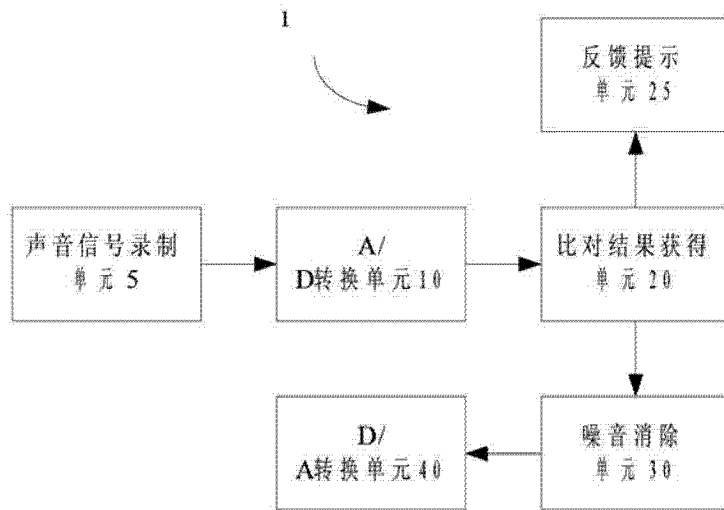 1
反馈提示
单元25
声音信号录制
单元5
A/
D转换单元10
比对结果获得
单元20
D/
A转换单元40
噪音消除
单元30